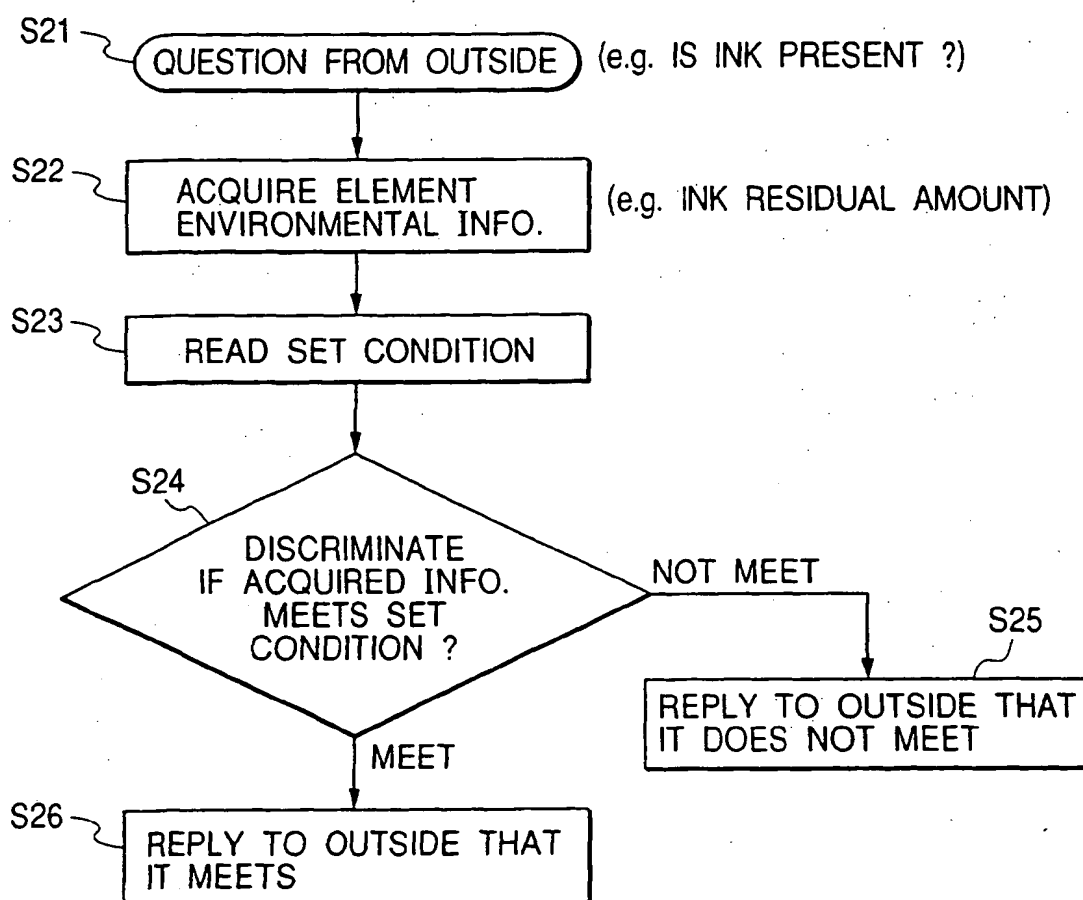 S21
QUESTION FROM OUTSIDE
(e.g. IS INK PRESENT ?)
S22
ACQUIRE ELEMENT
ENVIRONMENTAL INFO.
(e.g. INK RESIDUAL AMOUNT)
S23
READ SET CONDITION
S24
DISCRIMINATE
IF ACQUIRED INFO.
MEETS SET
CONDITION ?
NOT MEET
S25
REPLY TO OUTSIDE THAT
IT DOES NOT MEET
MEET
S26
REPLY TO OUTSIDE THAT
IT MEETS